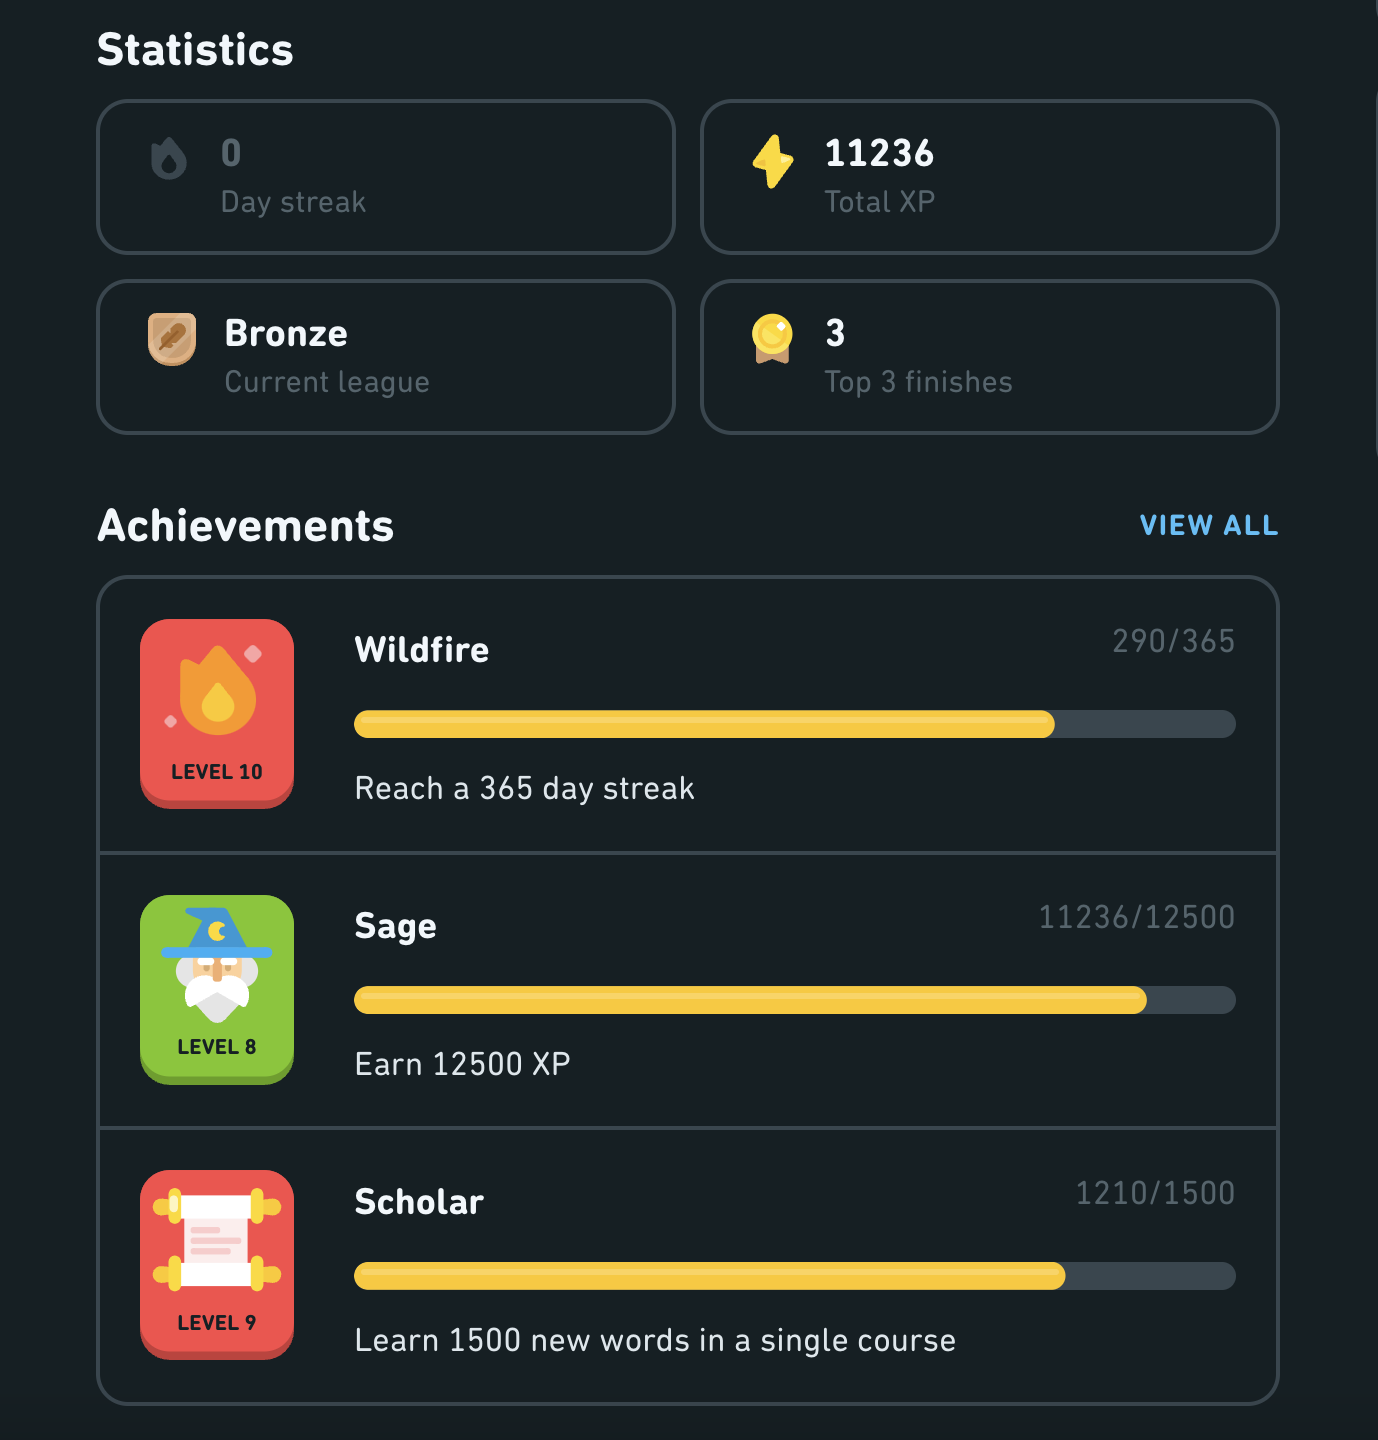 Statistics
0
Day streak
11236
Total XP
Bronze
Current league
3
Top 3 finishes
Achievements
VIEW ALL
LEVEL 10
Wildfire
290/365
Reach a 365 day streak
LEVEL 8
Sage
11236/12500
Earn 12500 XP
LEVEL 9
Scholar
1210/1500
Learn 1500 new words in a single course